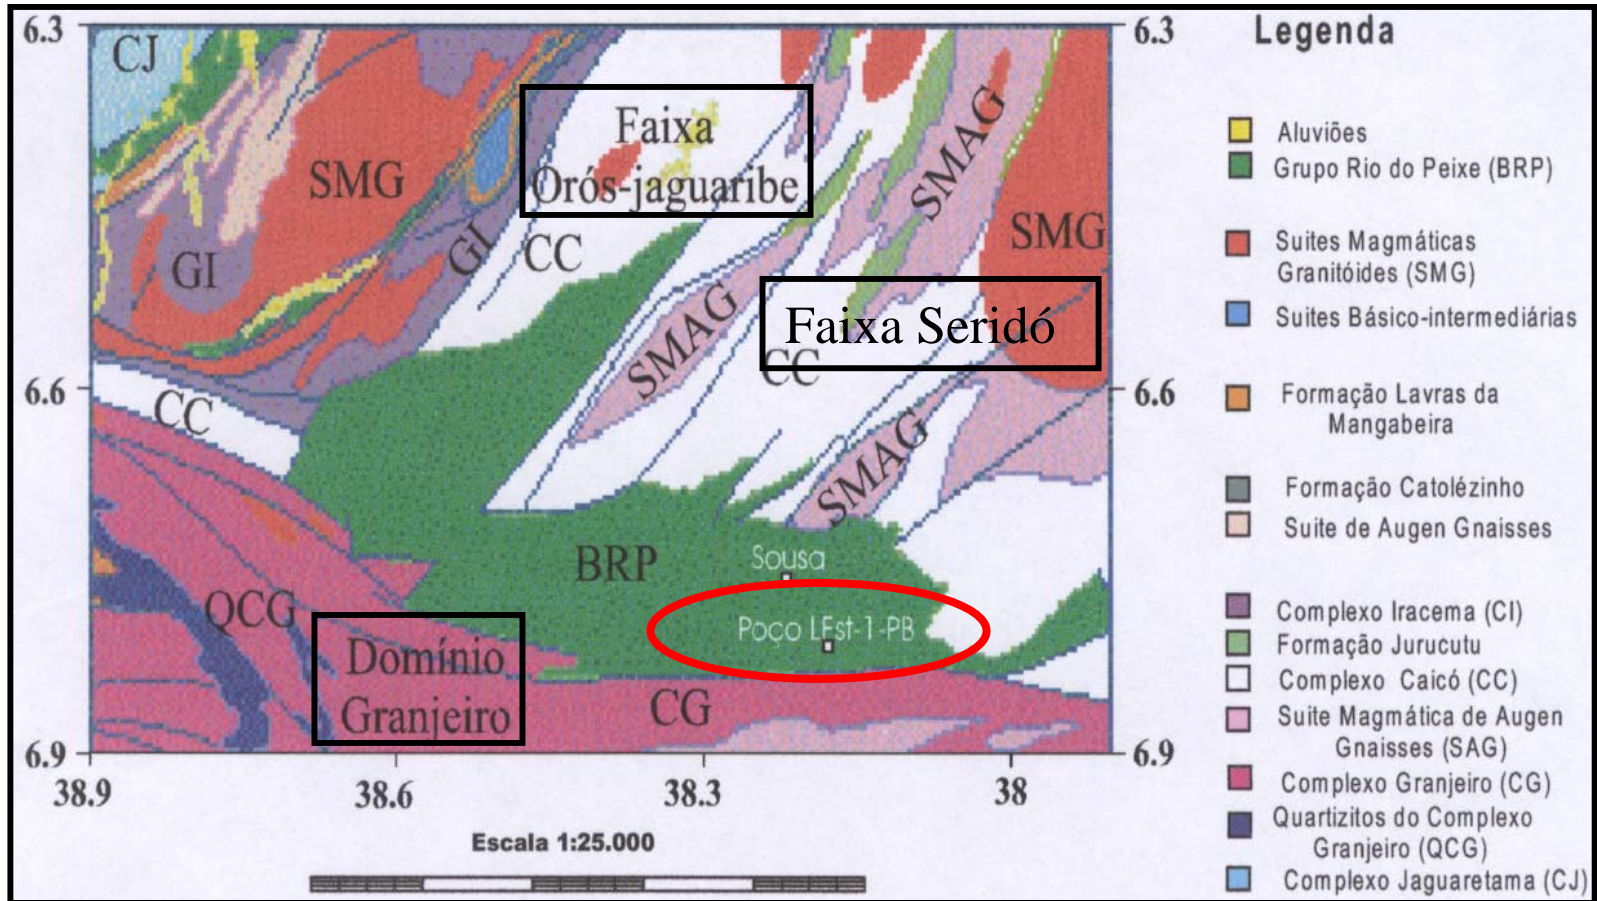 6.3
6.3
CJ
Faixa
Orós-jaguaribe
SMG
SMAG
SMG
GI
GI
CC
SMAG
Faixa Seridó
CC
6.6
6.6
CC
SMAG
BRP
Sousa
Poço LEst-1-PB
QCG
Domínio
Granjeiro
CG
6.9
6.9
38.9
38.6
38.3
38
Escala 1:25.000
Legenda
Aluviões
Grupo Rio do Peixe (BRP)
Suites Magmáticas
Granitóides (SMG)
Suites Básico-intermediárias
Formação Lavras da
Mangabeira
Formação Catolézinho
Suite de Augen Gnaisses
Complexo Iracema (CI)
Formação Jurucutu
Complexo Caicó (CC)
Suite Magmática de Augen
Gnaisses (SAG)
Complexo Granjeiro (CG)
Quartizitos do Complexo
Granjeiro (QCG)
Complexo Jaguaretama (CJ)